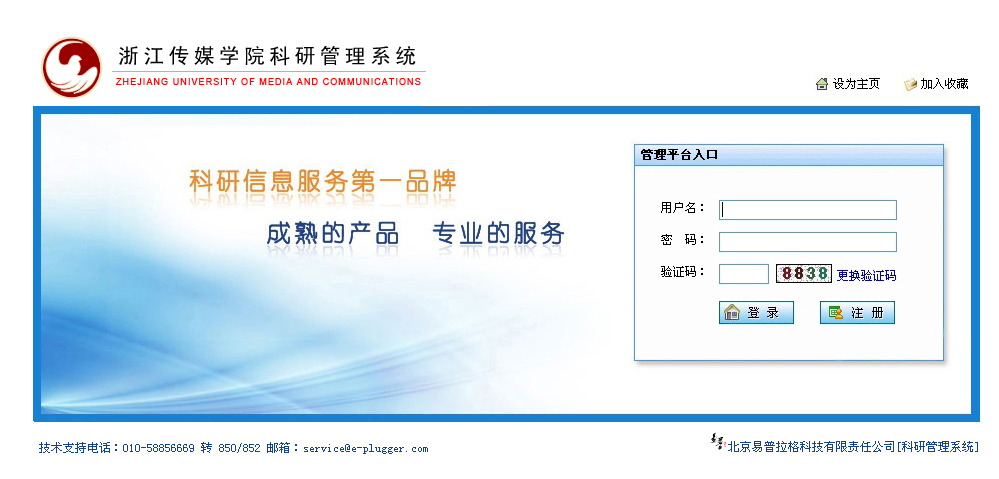 浙江传媒学院科研管理系统
ZHEJIANG UNIVERSITY OF MEDIA AND COMMUNICATIONS
设为主页 加入收藏
科研信息服务第一品牌
成熟的产品 专业的服务
管理平台入口
用户名：
密 码：
验证码： 8838 更换验证码
登 录 注 册
技术支持电话：010-58856669 转 850/852 邮箱：service@e-plugger.com
北京易普拉格科技有限责任公司[科研管理系统]